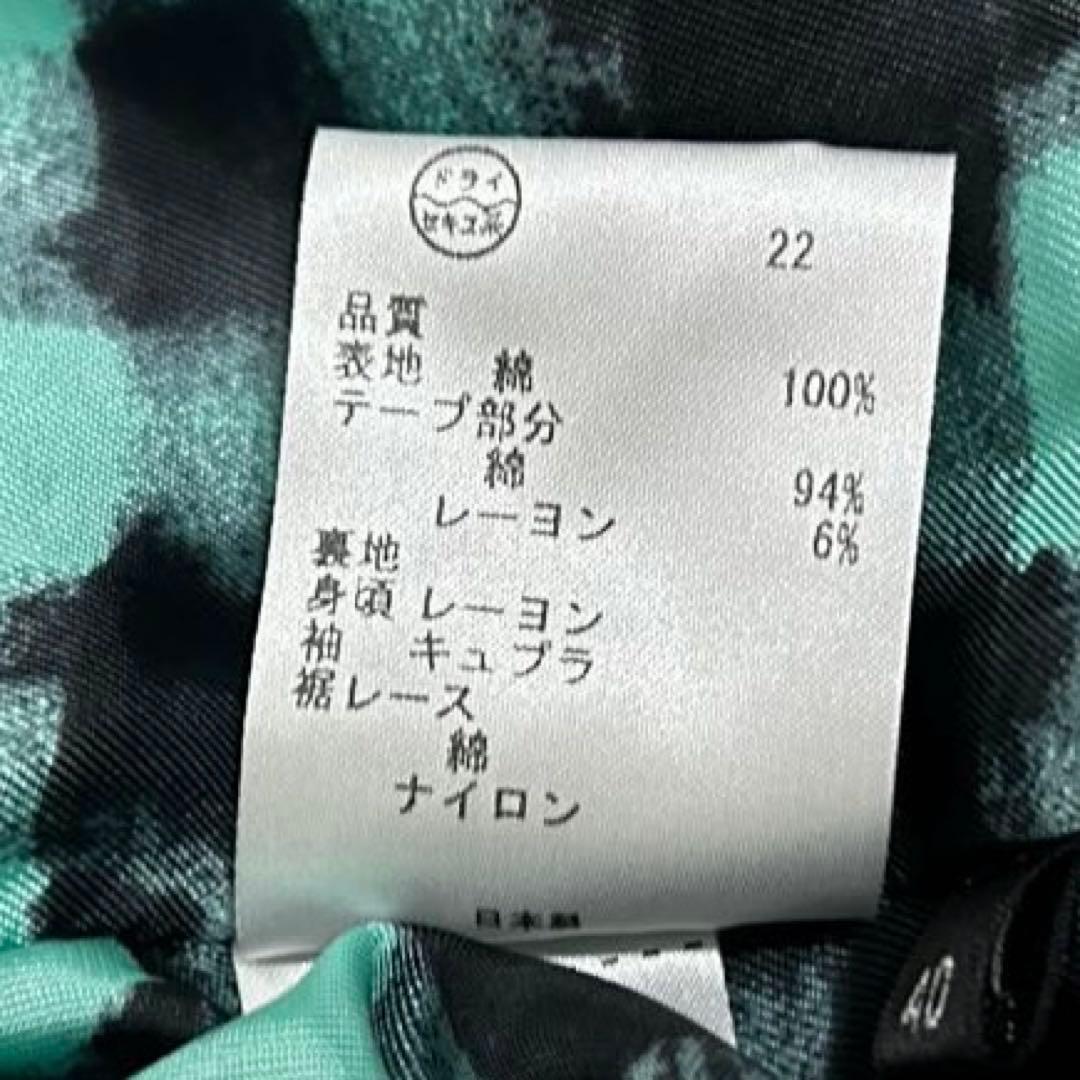 ドライ
セキユ系
22
品質
表地 綿 100%
テープ部分
綿 94%
レーヨン 6%
裏地
身頃 レーヨン
袖 キュプラ
裾レース
綿
ナイロン
日本製
40